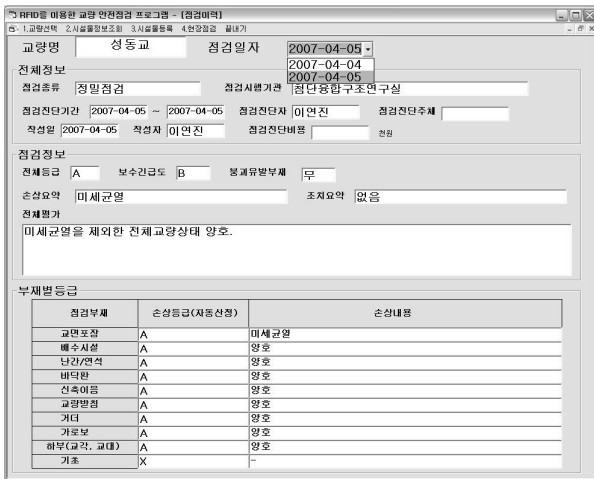 RFID를 이용한 교량 안전점검 프로그램 - [점검이력]
1.교량선택 2.시설물정보조회 3.시설물등록 4.현장점검 끝내기
교량명 성동교 점검일자 2007-04-05
2007-04-04
2007-04-05
전체정보
점검종류 정밀점검 점검시행기관 첨단융합구조연구실
점검진단기간 2007-04-05 ~ 2007-04-05 점검진단자 이연진 점검진단주체
작성일 2007-04-05 작성자 이연진 점검진단비용 천원
점검정보
전체등급 A 보수긴급도 B 붕괴유발부재 무
손상요약 미세균열 조치요약 없음
전체평가
미세균열을 제외한 전체교량상태 양호.
부재별등급
점검부재 손상등급(자동산정) 손상내용
교면포장 A 미세균열
배수시설 A 양호
난간/연석 A 양호
바닥판 A 양호
신축이음 A 양호
교량받침 A 양호
거더 A 양호
가로보 A 양호
하부(교각, 교대) A 양호
기초 X -